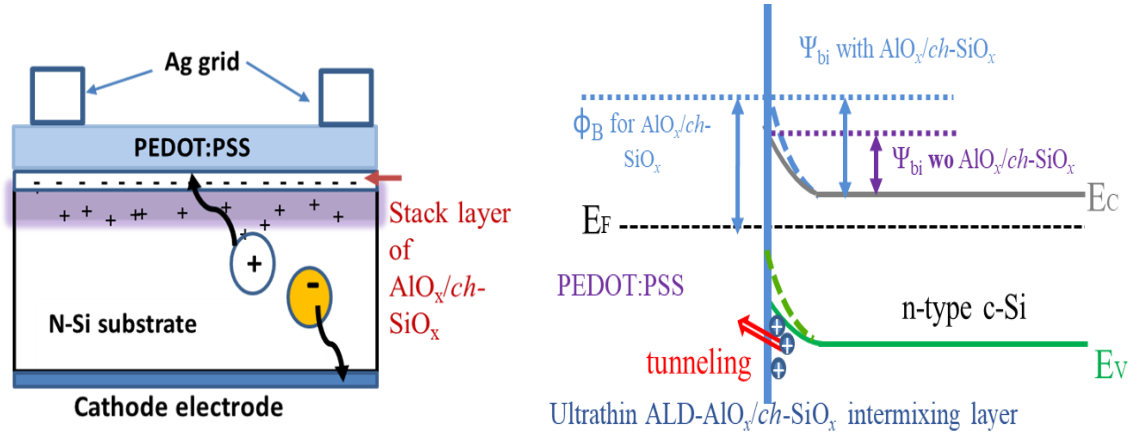 Ag grid
PEDOT:PSS
- - - - - - - - - - - - - - - - -
+ + + + + + + + + + +
+
-
Stack layer
of
AlOₓ/ch-
SiOₓ
N-Si substrate
Cathode electrode
Ψbi with AlOₓ/ch-SiOₓ
ϕB for AlOₓ/ch-
SiOₓ
Ψbi wo AlOₓ/ch-SiOₓ
EC
EF
PEDOT:PSS
n-type c-Si
+
+
+
tunneling
EV
Ultrathin ALD-AlOₓ/ch-SiOₓ intermixing layer